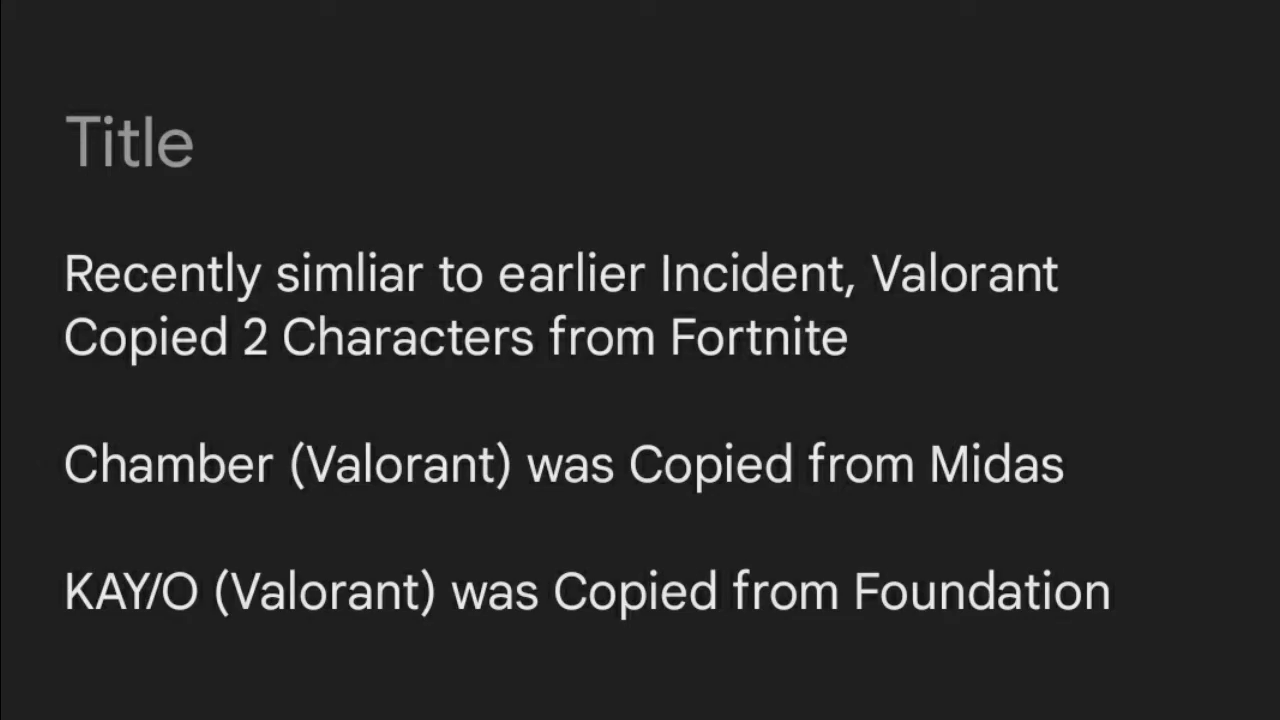 Title
Recently simliar to earlier Incident, Valorant
Copied 2 Characters from Fortnite
Chamber (Valorant) was Copied from Midas
KAY/O (Valorant) was Copied from Foundation